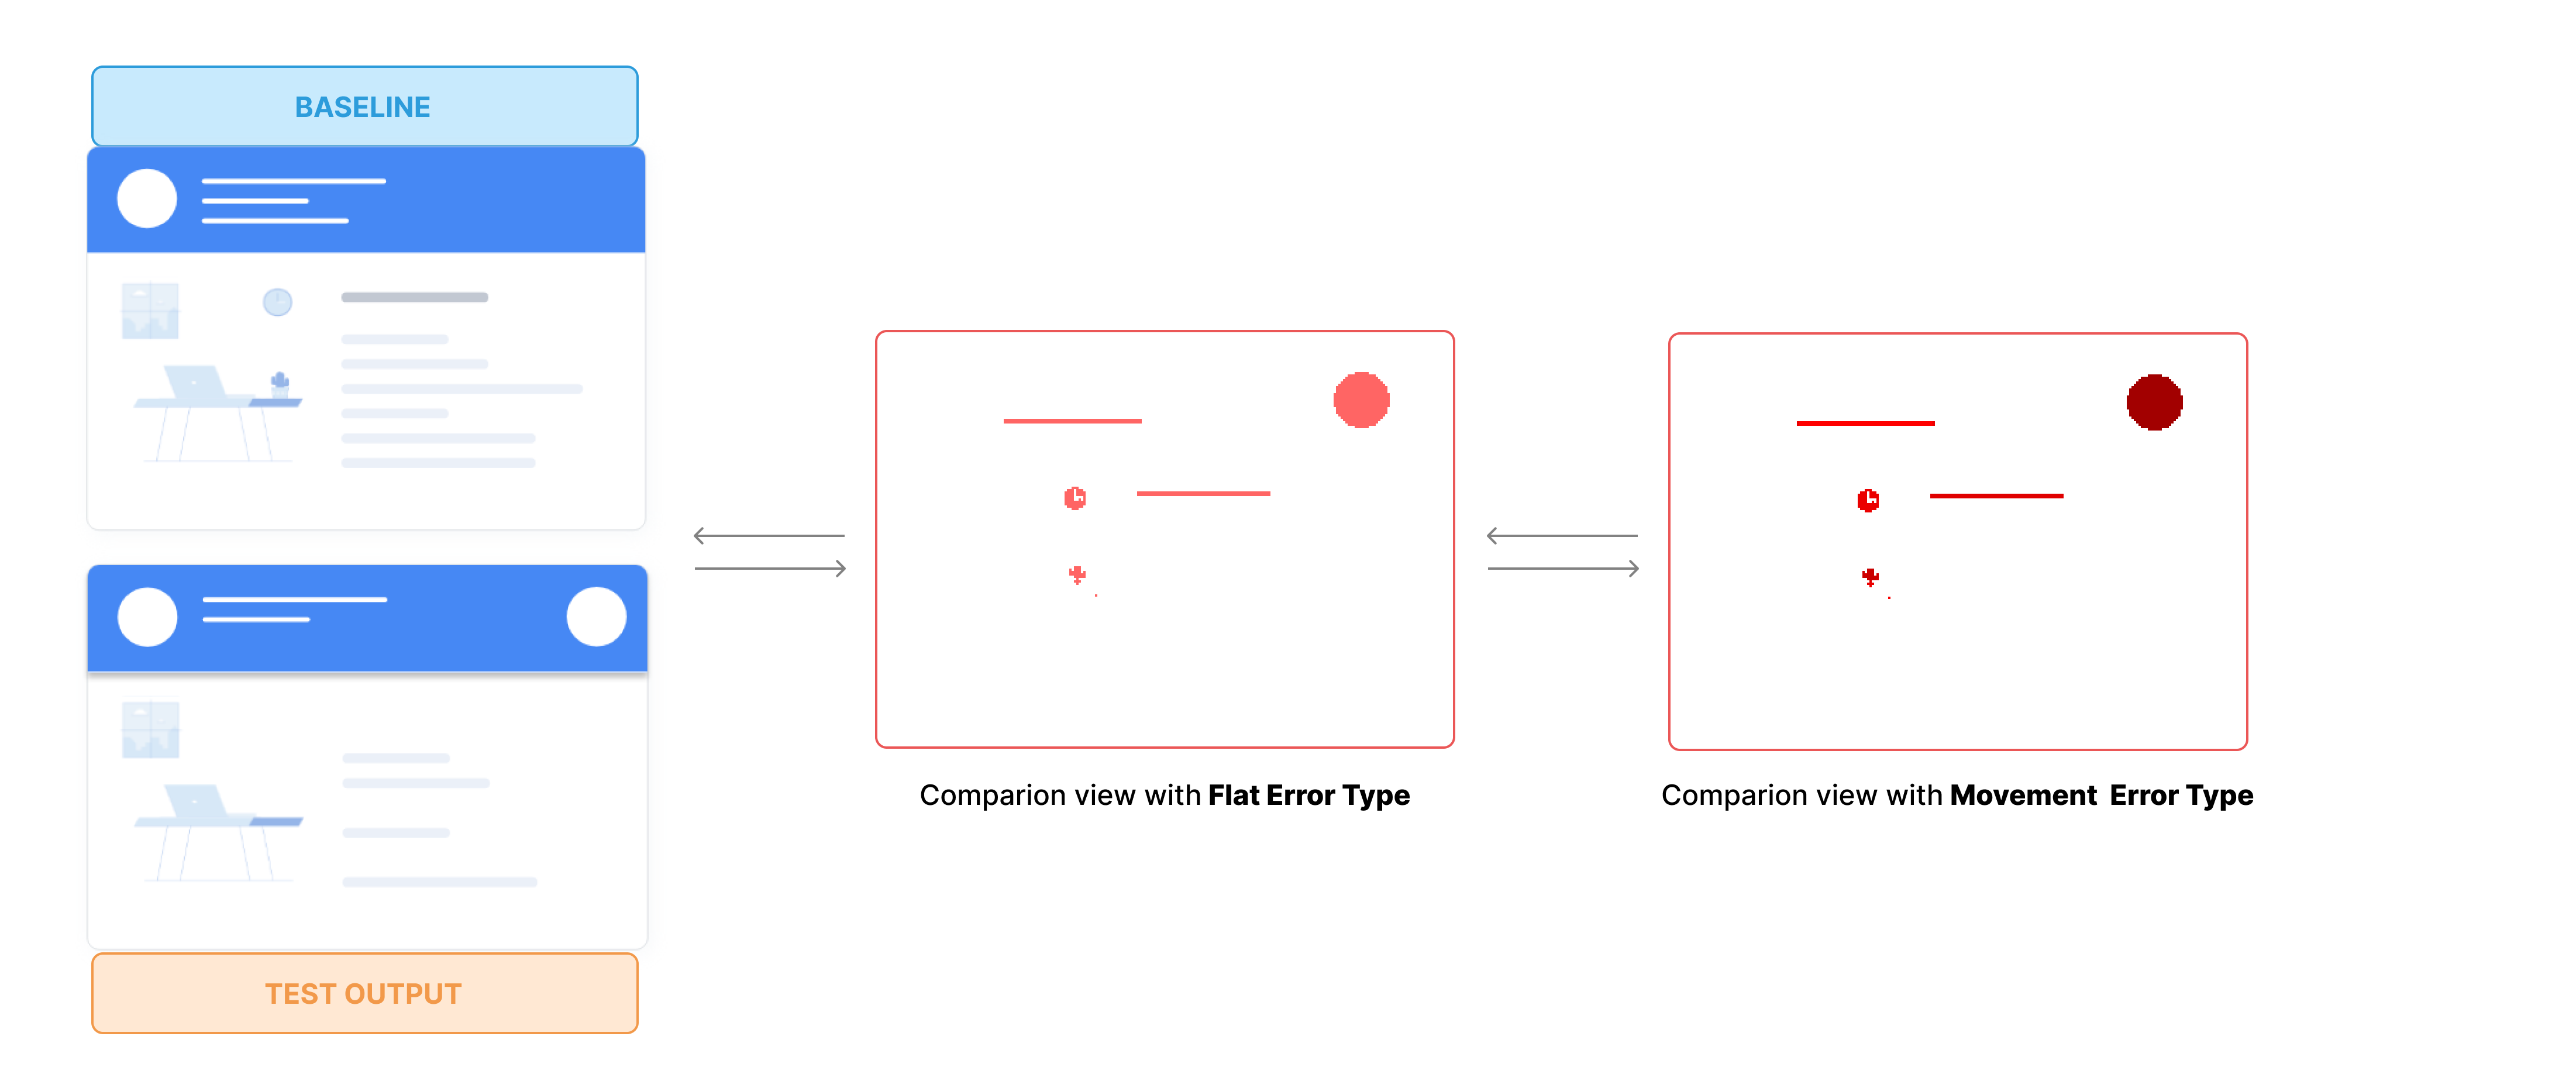 BASELINE
TEST OUTPUT
Comparion view with Flat Error Type
Comparion view with Movement Error Type